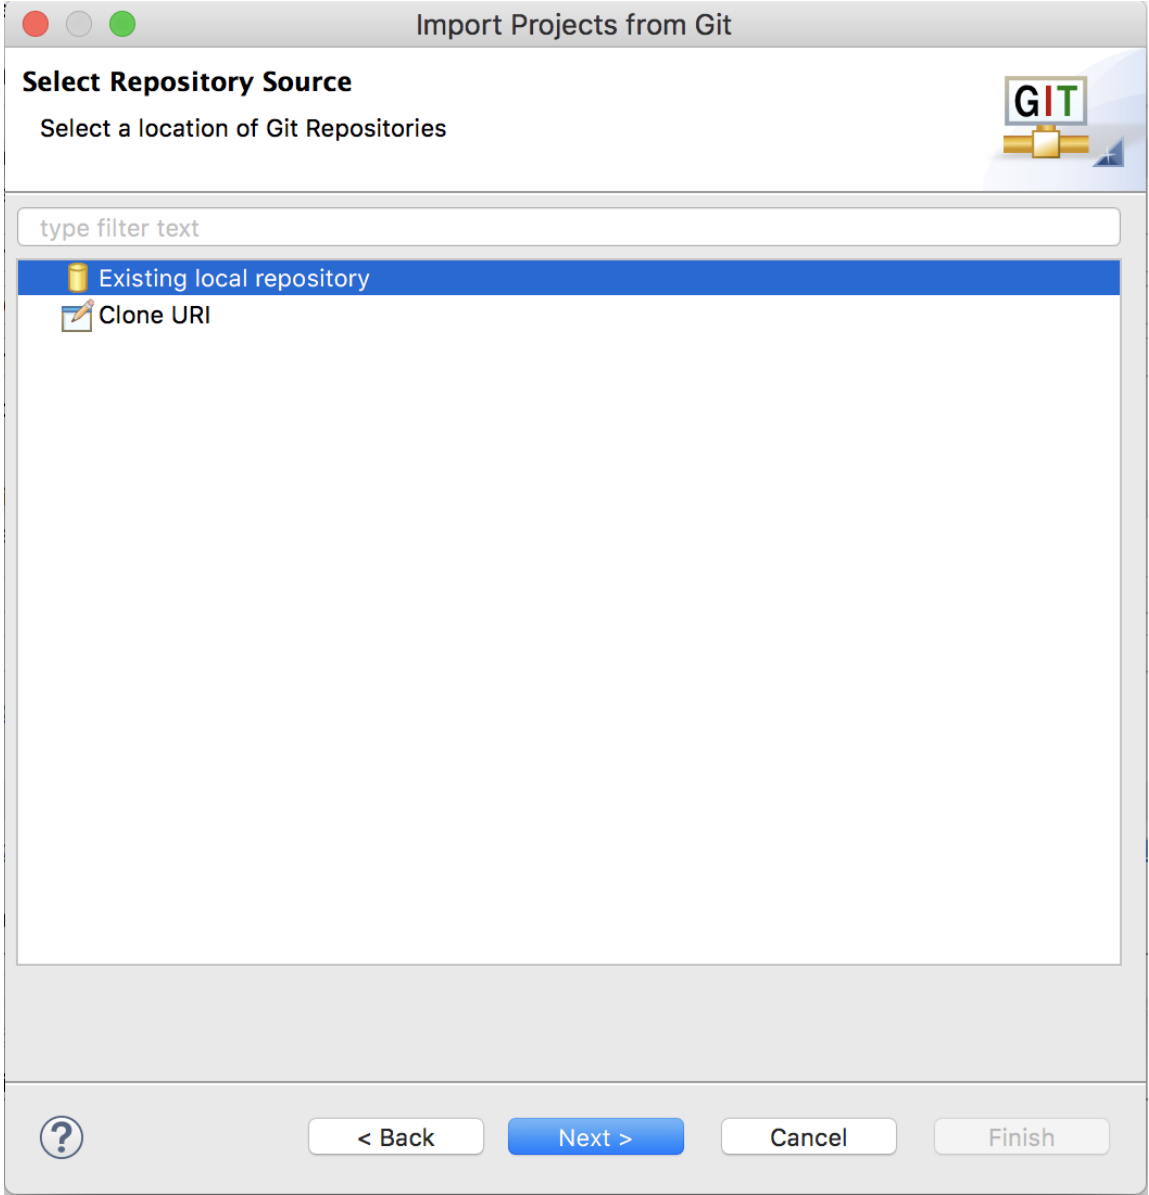 Import Projects from Git
Select Repository Source
Select a location of Git Repositories
GIT
type filter text
Existing local repository
Clone URI
?
< Back
Next >
Cancel
Finish